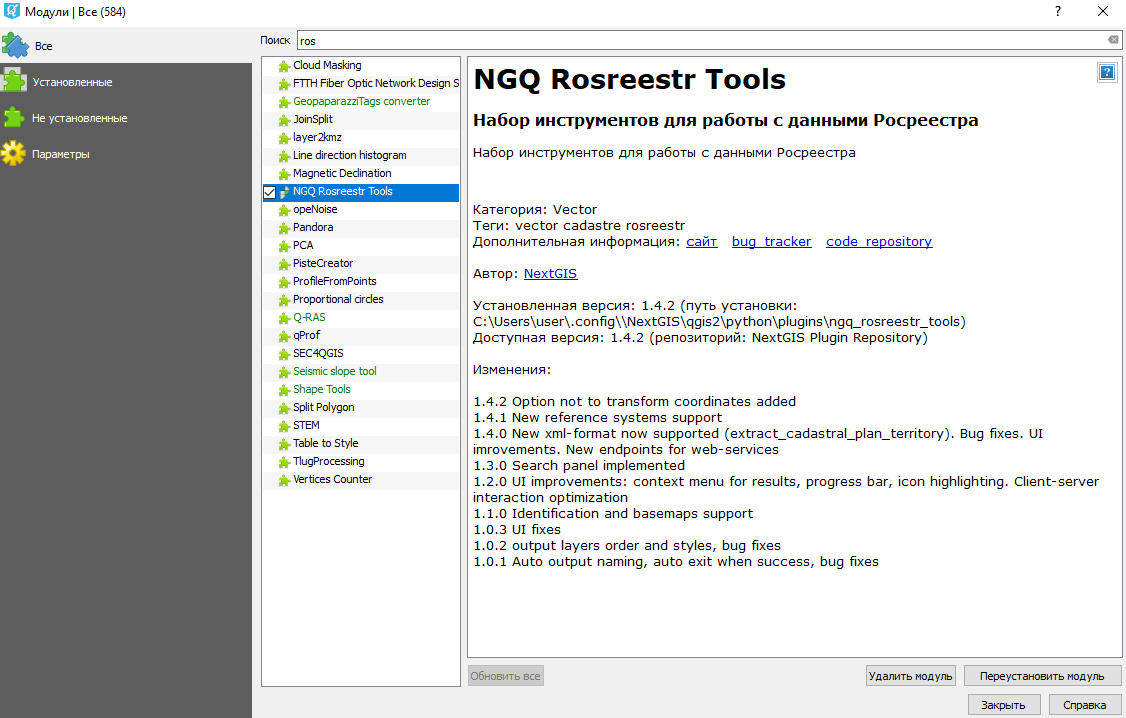 Модули | Все (584)
?
Все
Установленные
Не установленные
Параметры
Поиск ros
Cloud Masking
FTTH Fiber Optic Network Design S
GeopaparazziTags converter
JoinSplit
layer2kmz
Line direction histogram
Magnetic Declination
NGQ Rosreestr Tools
opeNoise
Pandora
PCA
PisteCreator
ProfileFromPoints
Proportional circles
Q-RAS
qProf
SEC4QGIS
Seismic slope tool
Shape Tools
Split Polygon
STEM
Table to Style
TlugProcessing
Vertices Counter
NGQ Rosreestr Tools
?
Набор инструментов для работы с данными Росреестра
Набор инструментов для работы с данными Росреестра
Категория: Vector
Теги: vector cadastre rosreestr
Дополнительная информация: сайт bug tracker code repository
Автор: NextGIS
Установленная версия: 1.4.2 (путь установки:
C:\Users\user\.config\\NextGIS\qgis2\python\plugins\ngq_rosreestr_tools)
Доступная версия: 1.4.2 (репозиторий: NextGIS Plugin Repository)
Изменения:
1.4.2 Option not to transform coordinates added
1.4.1 New reference systems support
1.4.0 New xml-format now supported (extract_cadastral_plan_territory). Bug fixes. UI
imrovements. New endpoints for web-services
1.3.0 Search panel implemented
1.2.0 UI improvements: context menu for results, progress bar, icon highlighting. Client-server
interaction optimization
1.1.0 Identification and basemaps support
1.0.3 UI fixes
1.0.2 output layers order and styles, bug fixes
1.0.1 Auto output naming, auto exit when success, bug fixes
Обновить все
Удалить модуль
Переустановить модуль
Закрыть
Справка